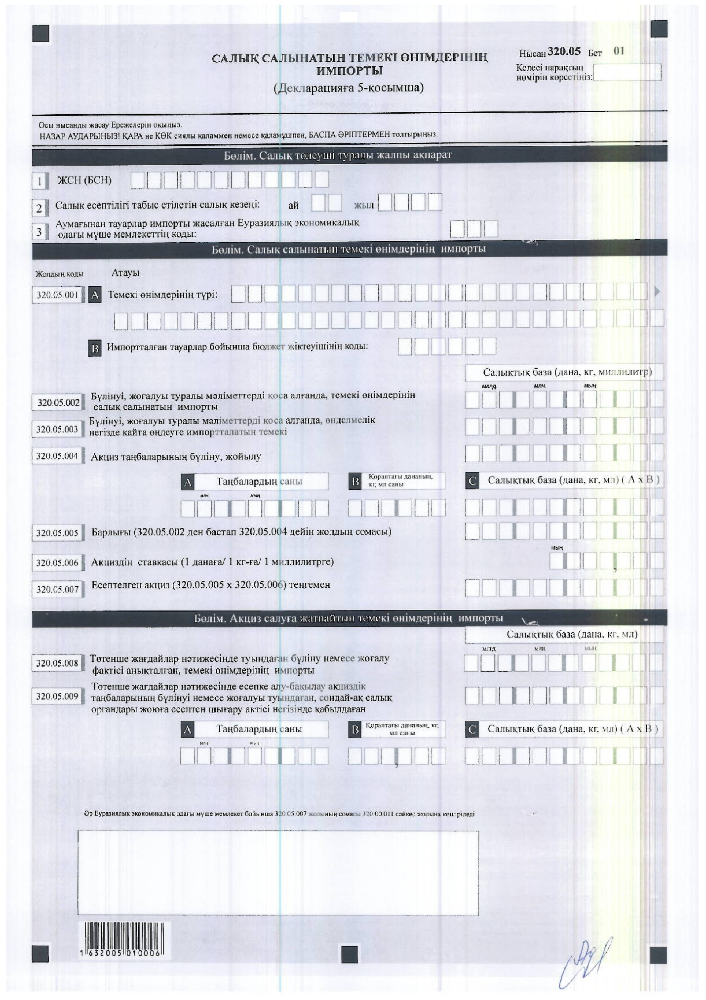 САЛЫҚ САЛЫНАТЫН ТЕМЕКІ ӨНІМДЕРІНІҢ
ИМПОРТЫ
(Декларацияға 5-қосымша)
Нысан 320.05 Бет 01
Келесі парақтың
нөмірін көрсетіңіз:
Осы нысанды жасау Ережелерін оқыңыз.
НАЗАР АУДАРЫҢЫЗ! ҚАРА не КӨК сиялы қаламмен немесе қаламұшпен, БАСПА ӘРІПТЕРМЕН толтырыңыз.
Бөлім. Салық төлеуші туралы жалпы ақпарат
1 ЖСН (БСН)
2 Салық есептілігі табыс етілетін салық кезеңі: ай жыл
3 Аумағынан тауарлар импорты жасалған Еуразиялық экономикалық
одағы мүше мемлекеттің коды:
Бөлім. Салық салынатын темекі өнімдерінің импорты
Жолдың коды Атауы
320.05.001 A Темекі өнімдерінің түрі:
B Импортталған тауарлар бойынша бюджет жіктеуішінің коды:
Салықтық база (дана, кг, миллилитр)
МЛРД. МЛН. МЫҢ
320.05.002 Бүлінуі, жоғалуы туралы мәліметтерді қоса алғанда, темекі өнімдерінің
салық салынатын импорты
320.05.003 Бүлінуі, жоғалуы туралы мәліметтерді қоса алғанда, өңделмелік
негізде қайта өңдеуге импортталатын темекі
320.05.004 Акциз таңбаларының бүліну, жойылу
A Таңбалардың саны B Қораптағы дананың,
кг, мл саны C Салықтық база (дана, кг, мл) ( A x B )
МЛН. МЫҢ
320.05.005 Барлығы (320.05.002 ден бастап 320.05.004 дейін жолдың сомасы)
МЫҢ
320.05.006 Акциздің ставкасы (1 данаға/ 1 кг-ға/ 1 миллилитрге) ,
320.05.007 Есептелген акциз (320.05.005 x 320.05.006) теңгемен
Бөлім. Акциз салуға жатпайтын темекі өнімдерінің импорты
Салықтық база (дана, кг, мл)
МЛРД. МЛН. МЫҢ
320.05.008 Төтенше жағдайлар нәтижесінде туындаған бүліну немесе жоғалу
фактісі анықталған, темекі өнімдерінің импорты
320.05.009 Төтенше жағдайлар нәтижесінде есепке алу-бақылау акциздік
таңбаларының бүлінуі немесе жоғалуы туындаған, сондай-ақ салық
органдары жоюға есептен шығару актісі негізінде қабылдаған
A Таңбалардың саны B Қораптағы дананың, кг,
мл саны C Салықтық база (дана, кг, мл) ( A x B )
МЛН. МЫҢ
,
Әр Еуразиялық экономикалық одағы мүше мемлекет бойынша 320.05.007 жолының сомасы 320.00.011 сәйкес жолына көшіріледі
1 632005 010006